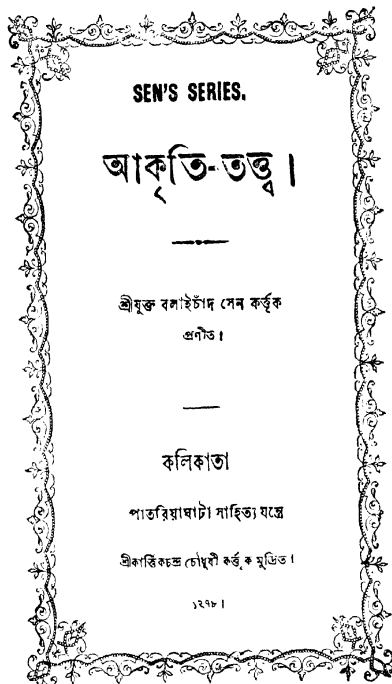 SEN'S SERIES.
আকৃতি-তত্ত্ব।
শ্রীযুক্ত বলাইচাঁদ সেন কর্ত্তৃক
প্রণীত।
কলিকাতা
পাতরিয়াঘাটা সাহিত্য যন্ত্রে
শ্রীকার্ত্তিকচন্দ্র চৌধুরী কর্ত্তৃক মুদ্রিত।
১২৭৮।